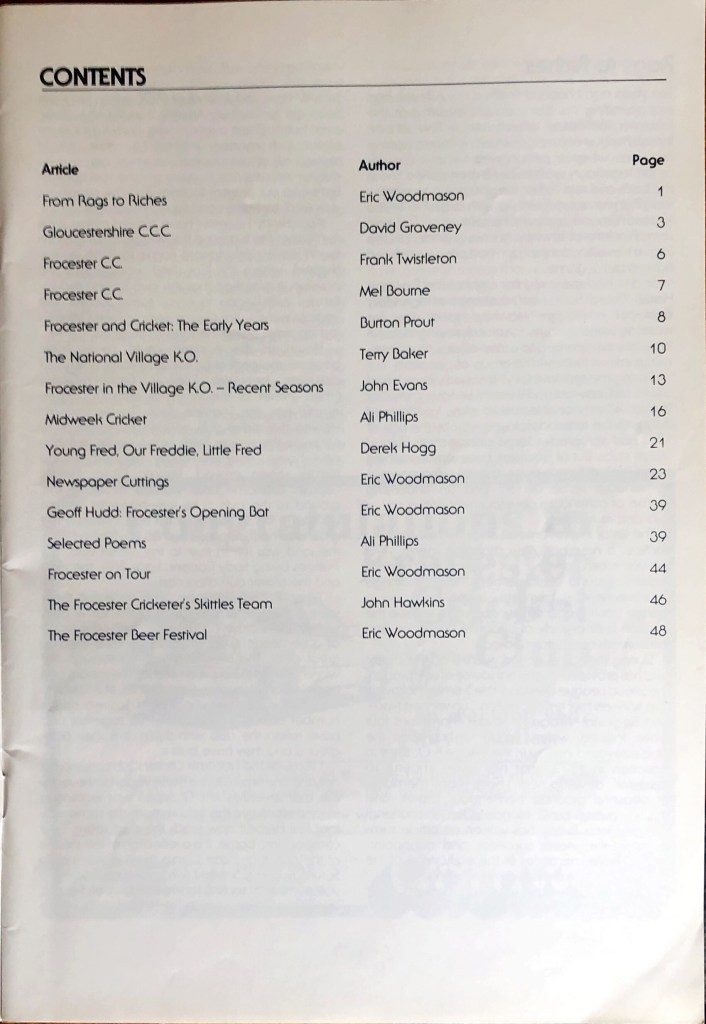 CONTENTS
Article Author Page
From Rags to Riches Eric Woodmason 1
Gloucestershire C.C.C. David Graveney 3
Frocester C.C. Frank Twistleton 6
Frocester C.C. Mel Bourne 7
Frocester and Cricket: The Early Years Burton Prout 8
The National Village K.O. Terry Baker 10
Frocester in the Village K.O. – Recent Seasons John Evans 13
Midweek Cricket Ali Phillips 16
Young Fred, Our Freddie, Little Fred Derek Hogg 21
Newspaper Cuttings Eric Woodmason 23
Geoff Hudd: Frocester's Opening Bat Eric Woodmason 39
Selected Poems Ali Phillips 39
Frocester on Tour Eric Woodmason 44
The Frocester Cricketer's Skittles Team John Hawkins 46
The Frocester Beer Festival Eric Woodmason 48